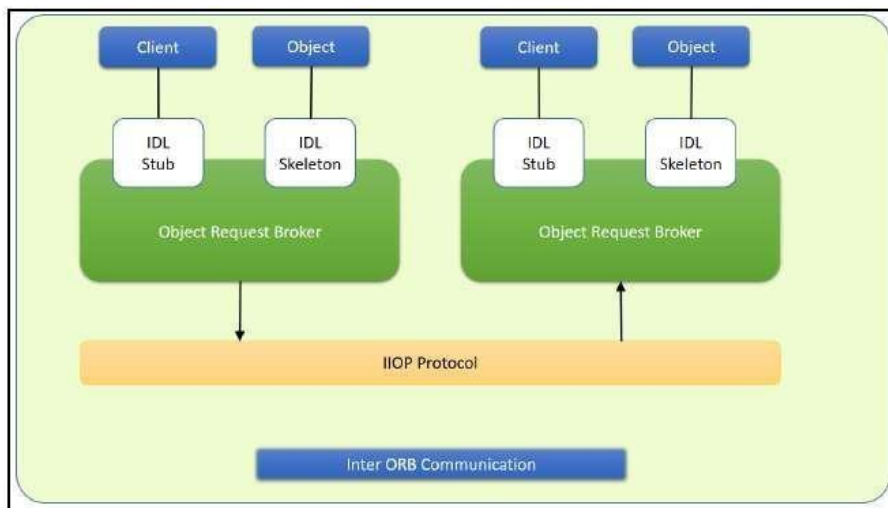 Client
Object
Client
Object
IDL
Stub
IDL
Skeleton
IDL
Stub
IDL
Skeleton
Object Request Broker
Object Request Broker
IIOP Protocol
Inter ORB Communication